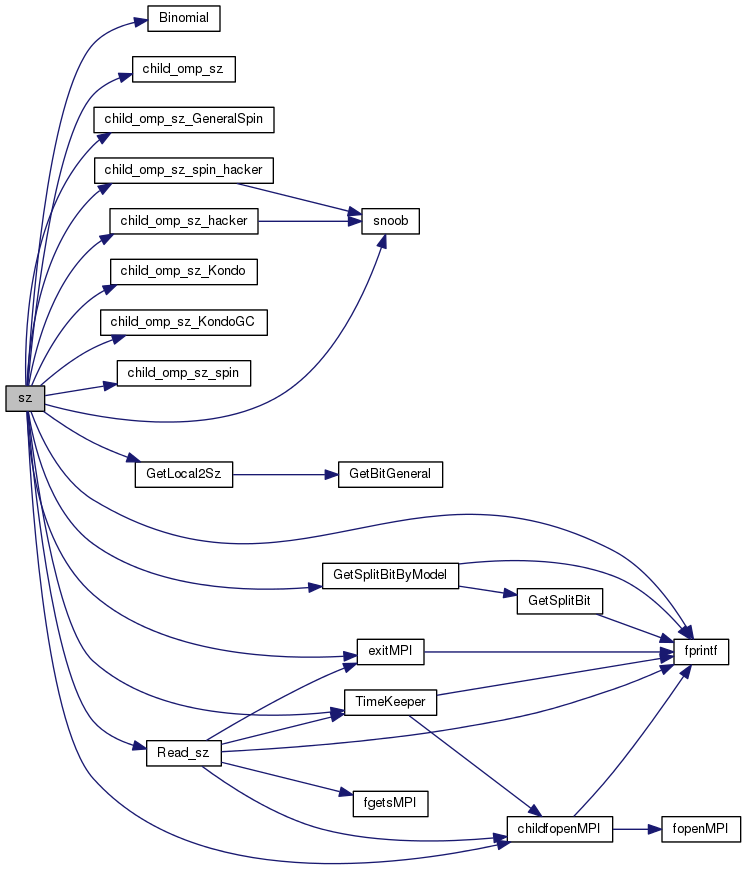 Binomial
child_omp_sz
child_omp_sz_GeneralSpin
child_omp_sz_spin_hacker
snoob
child_omp_sz_hacker
child_omp_sz_Kondo
child_omp_sz_KondoGC
child_omp_sz_spin
sz
GetLocal2Sz
GetBitGeneral
GetSplitBitByModel
GetSplitBit
exitMPI
fprintf
TimeKeeper
Read_sz
fgetsMPI
childfopenMPI
fopenMPI